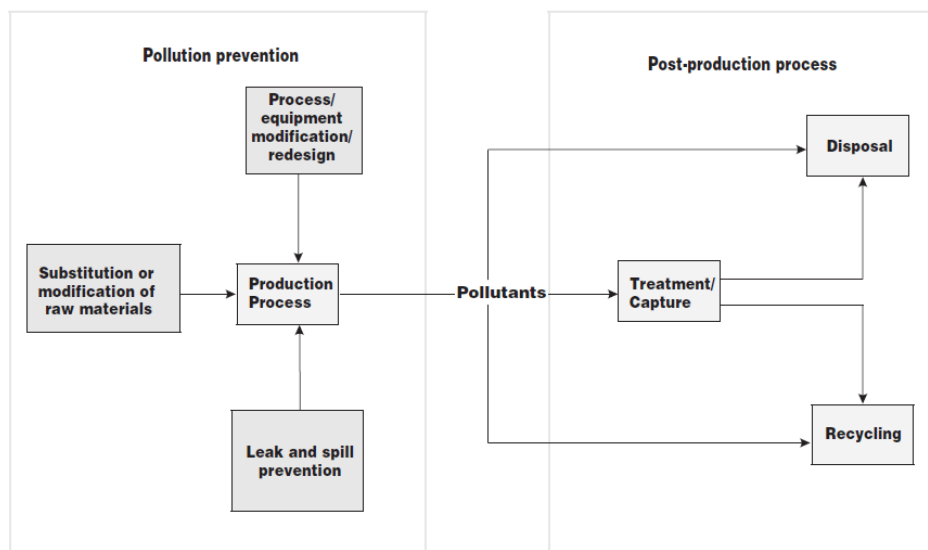 Pollution prevention
Process/
equipment
modification/
redesign
Substitution or
modification of
raw materials
Production
Process
Leak and spill
prevention
Pollutants
Post-production process
Disposal
Treatment/
Capture
Recycling